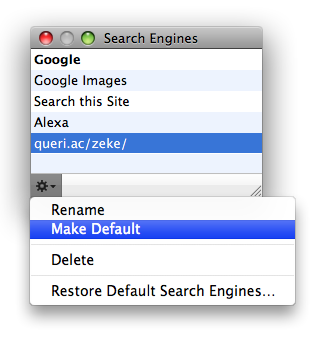 Search Engines
Google
Google Images
Search this Site
Alexa
queri.ac/zeke/
Rename
Make Default
Delete
Restore Default Search Engines...